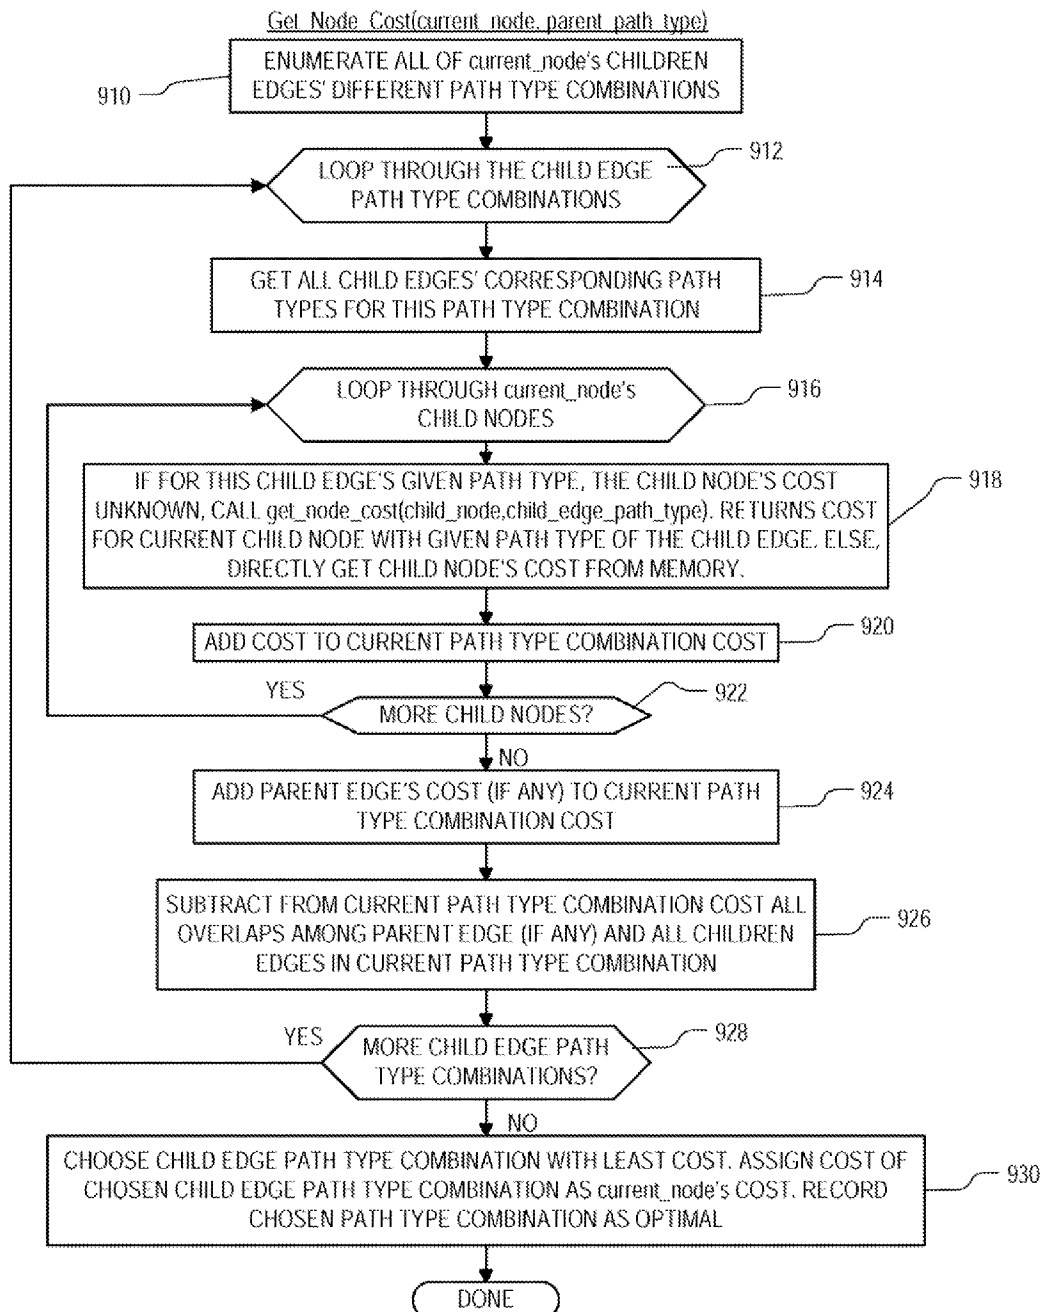 Get_Node_Cost(current_node, parent_path_type)
ENUMERATE ALL OF current_node's CHILDREN
EDGES' DIFFERENT PATH TYPE COMBINATIONS
910
LOOP THROUGH THE CHILD EDGE
PATH TYPE COMBINATIONS
912
GET ALL CHILD EDGES' CORRESPONDING PATH
TYPES FOR THIS PATH TYPE COMBINATION
914
LOOP THROUGH current_node's
CHILD NODES
916
IF FOR THIS CHILD EDGE'S GIVEN PATH TYPE, THE CHILD NODE'S COST
UNKNOWN, CALL get_node_cost(child_node,child_edge_path_type). RETURNS COST
FOR CURRENT CHILD NODE WITH GIVEN PATH TYPE OF THE CHILD EDGE. ELSE,
DIRECTLY GET CHILD NODE'S COST FROM MEMORY.
918
ADD COST TO CURRENT PATH TYPE COMBINATION COST
920
YES
MORE CHILD NODES?
922
NO
ADD PARENT EDGE'S COST (IF ANY) TO CURRENT PATH
TYPE COMBINATION COST
924
SUBTRACT FROM CURRENT PATH TYPE COMBINATION COST ALL
OVERLAPS AMONG PARENT EDGE (IF ANY) AND ALL CHILDREN
EDGES IN CURRENT PATH TYPE COMBINATION
926
YES
MORE CHILD EDGE PATH
TYPE COMBINATIONS?
928
NO
CHOOSE CHILD EDGE PATH TYPE COMBINATION WITH LEAST COST. ASSIGN COST OF
CHOSEN CHILD EDGE PATH TYPE COMBINATION AS current_node's COST. RECORD
CHOSEN PATH TYPE COMBINATION AS OPTIMAL
930
DONE